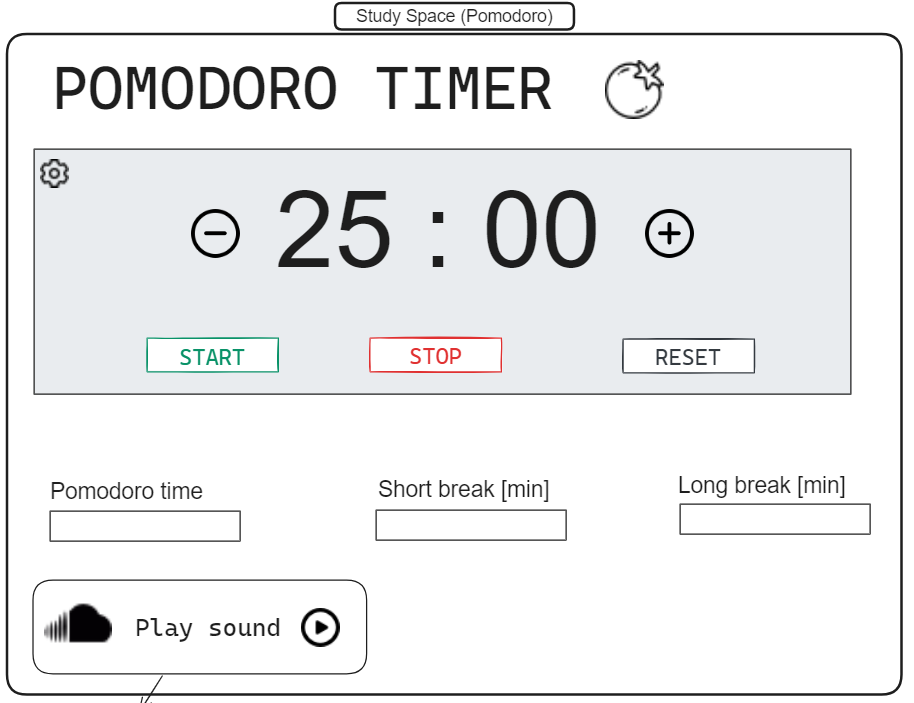 Study Space (Pomodoro)
POMODORO TIMER
25 : 00
START STOP RESET
Pomodoro time Short break [min] Long break [min]
Play sound